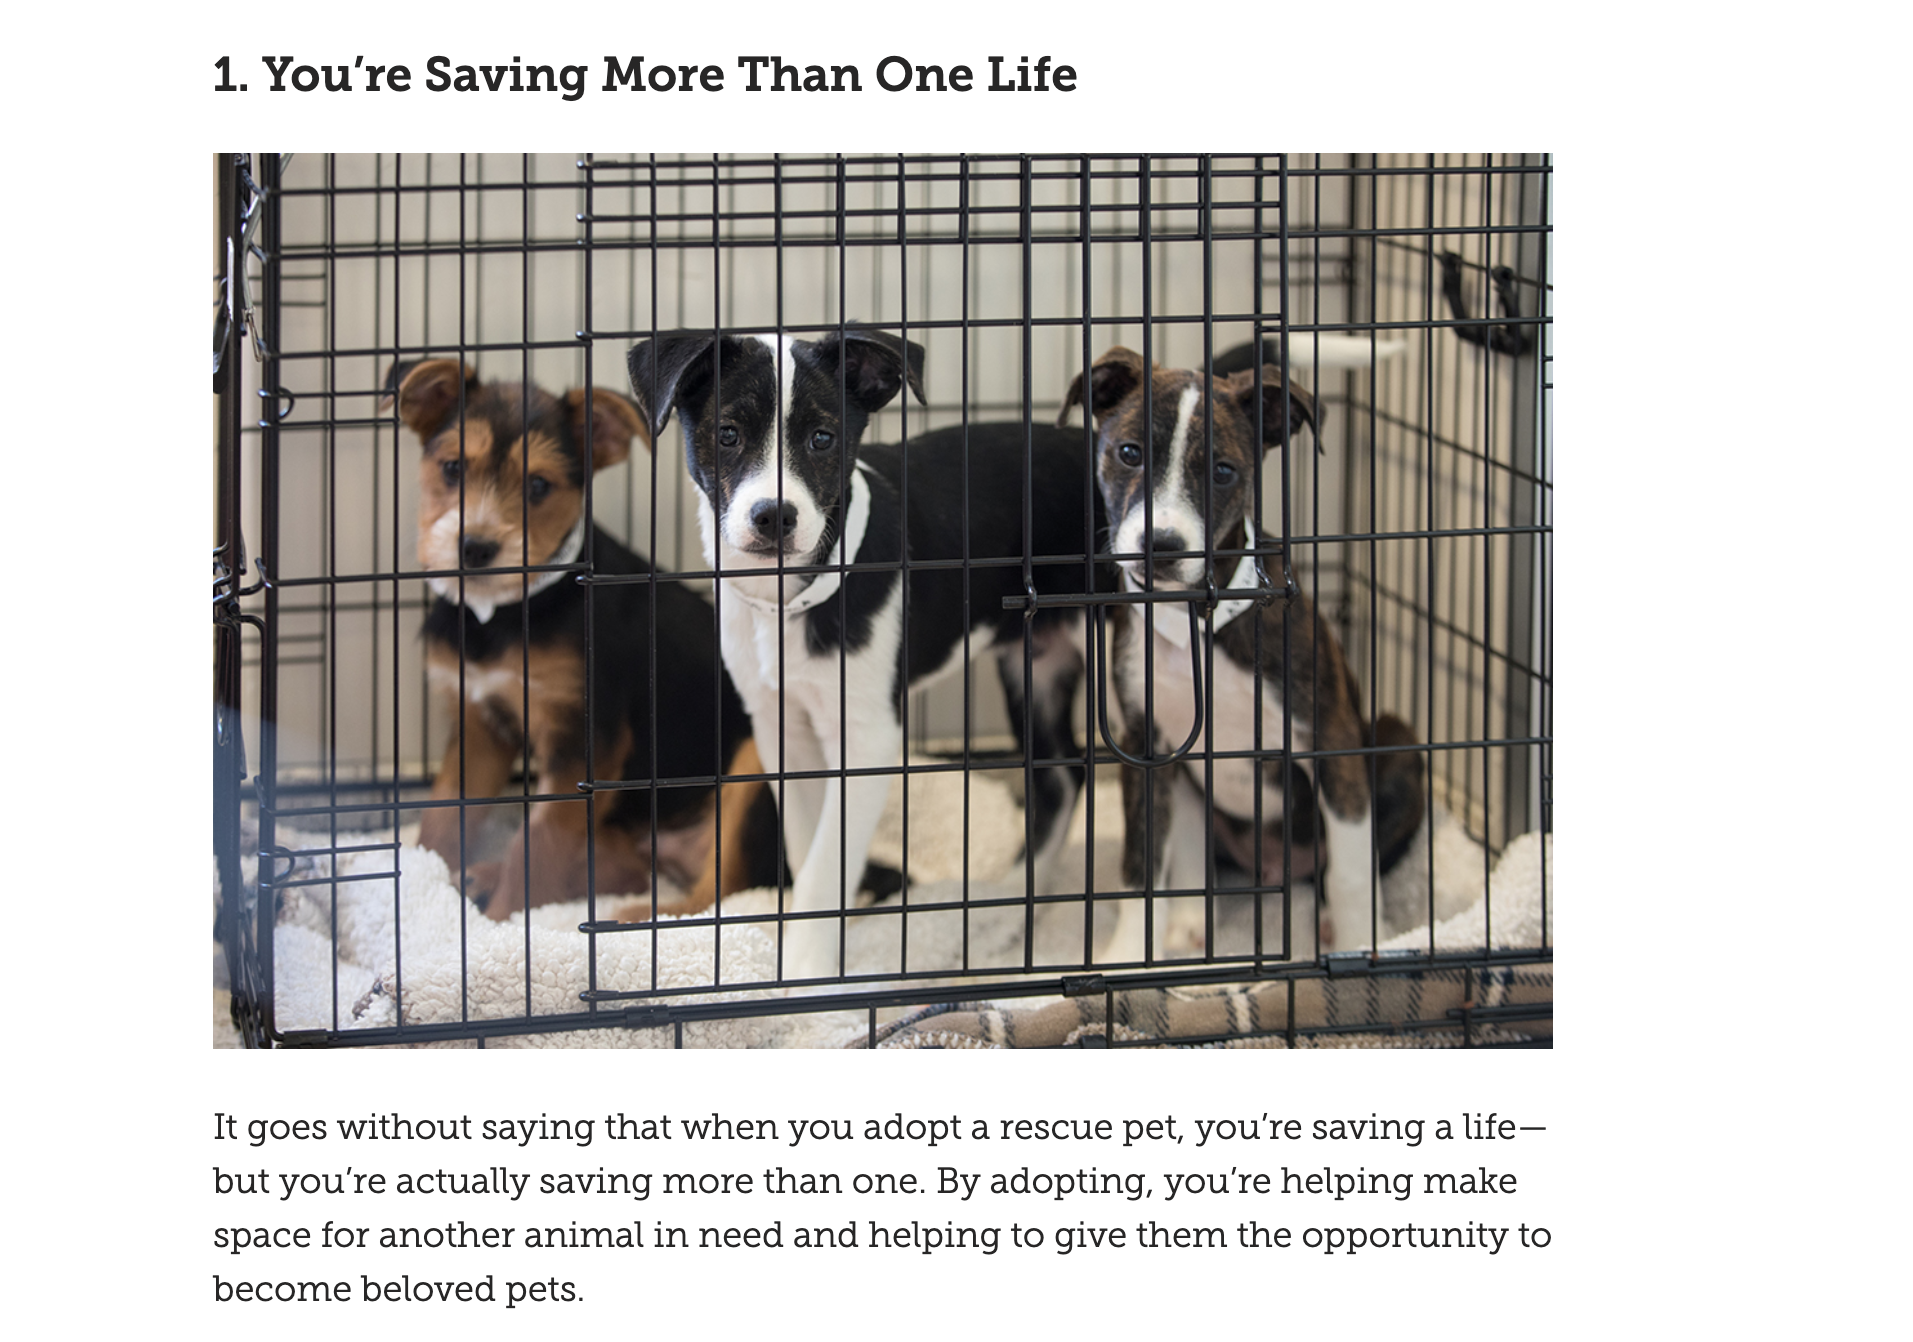 1. You’re Saving More Than One Life
It goes without saying that when you adopt a rescue pet, you’re saving a life—
but you’re actually saving more than one. By adopting, you’re helping make
space for another animal in need and helping to give them the opportunity to
become beloved pets.